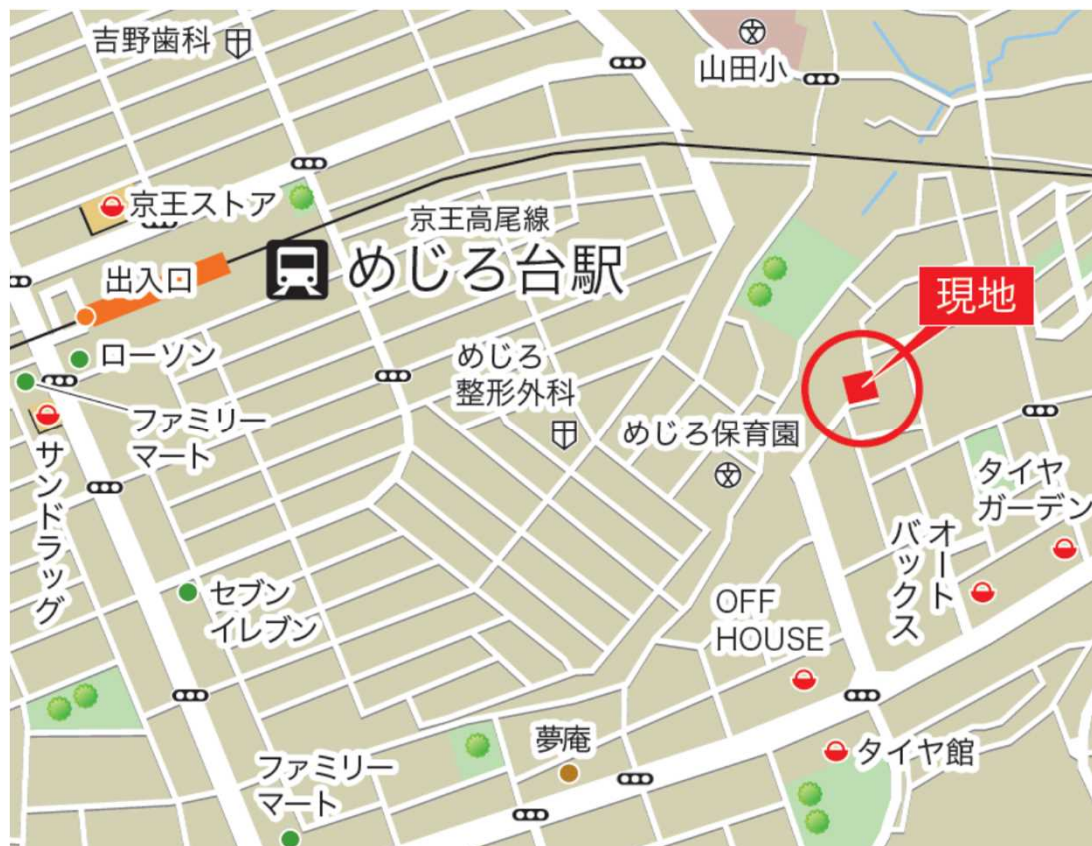 吉野歯科
山田小
京王ストア
京王高尾線
出入口
めじろ台駅
現地
ローソン
めじろ
整形外科
ファミリー
マート
めじろ保育園
サンドラッグ
タイヤ
ガーデン
オート
バックス
セブン
イレブン
OFF
HOUSE
夢庵
タイヤ館
ファミリー
マート